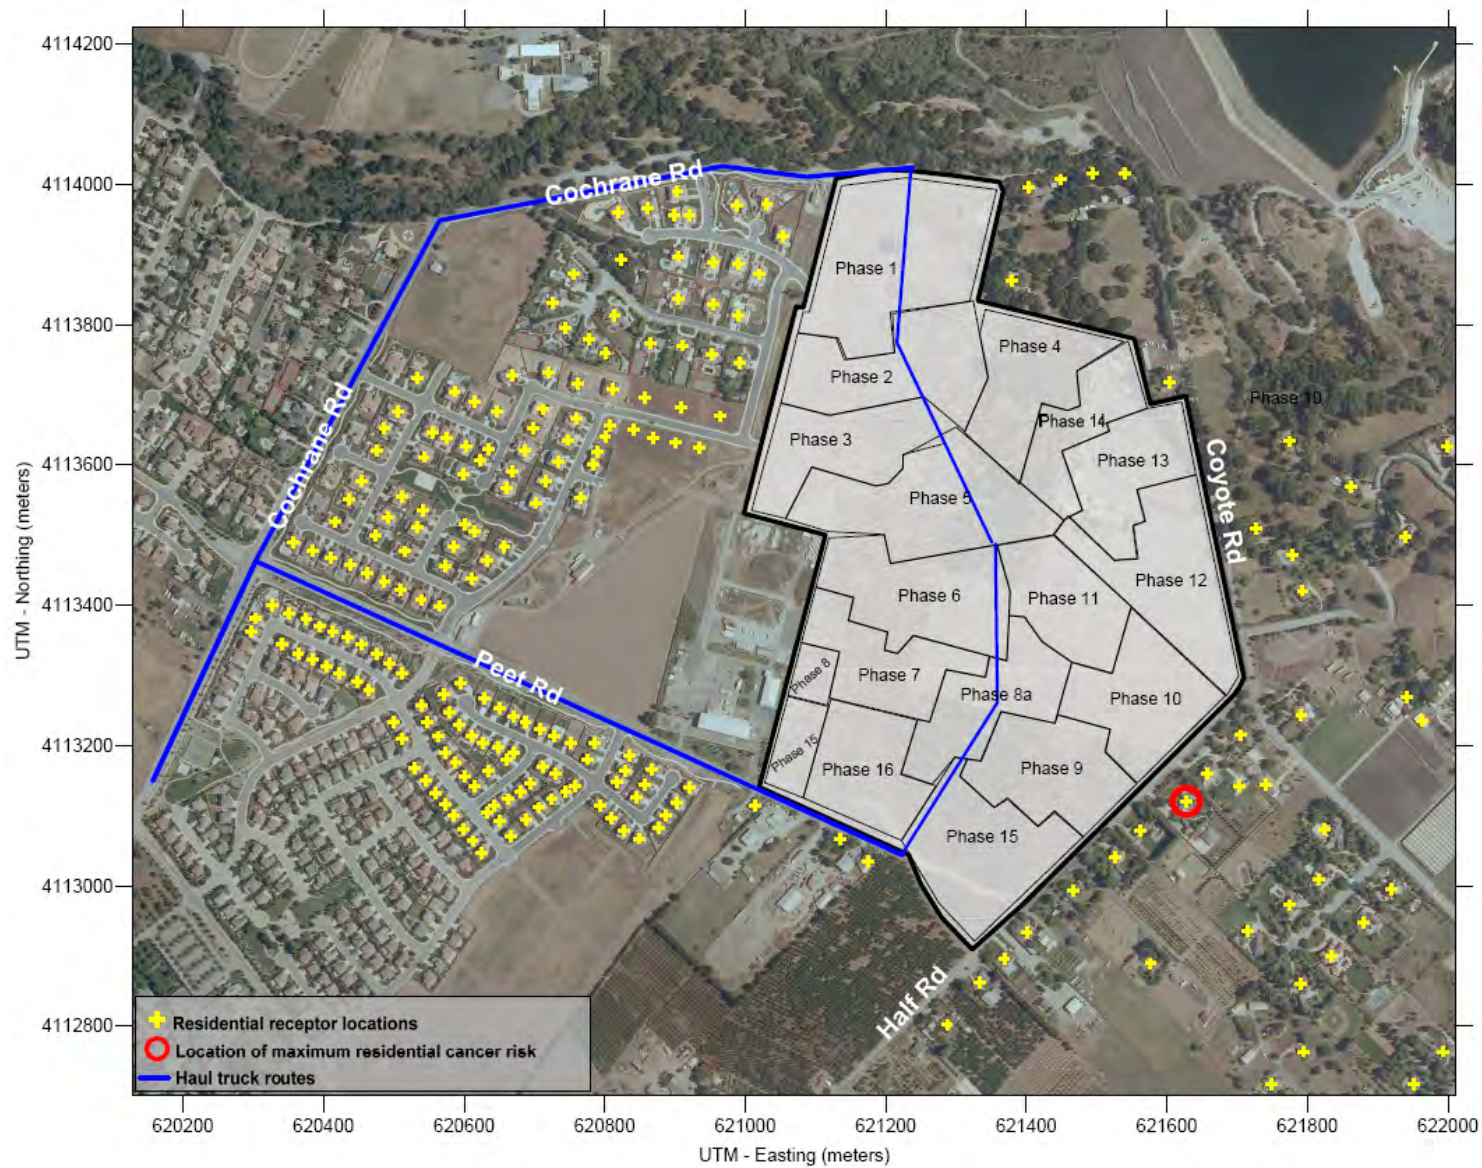 4114200
4114000
4113800
4113600
4113400
4113200
4113000
4112800
UTM - Northing (meters)
Cochrane Rd
Cochrane Rd
Peet Rd
Coyote Rd
Half Rd
Phase 1
Phase 2
Phase 3
Phase 4
Phase 14
Phase 10
Phase 13
Phase 5
Phase 12
Phase 6
Phase 11
Phase 7
Phase 8
Phase 8a
Phase 10
Phase 15
Phase 16
Phase 9
Phase 15
Residential receptor locations
Location of maximum residential cancer risk
Haul truck routes
620200
620400
620600
620800
621000
621200
621400
621600
621800
622000
UTM - Easting (meters)